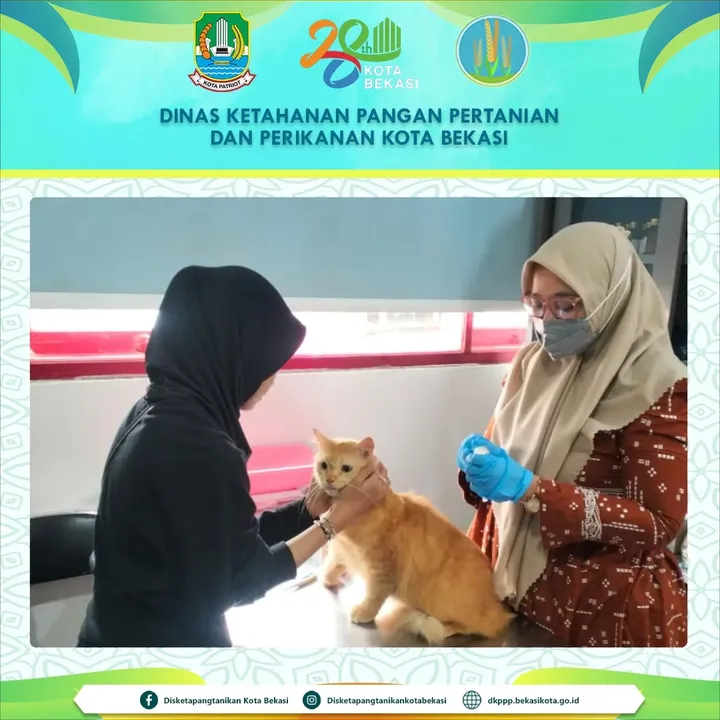 KOTA PATRIOT
28th
KOTA
BEKASI
DINAS KETAHANAN PANGAN PERTANIAN
DAN PERIKANAN KOTA BEKASI
Disketapangtanikan Kota Bekasi
Disketapangtanikankotabekasi
dkppp.bekasikota.go.id